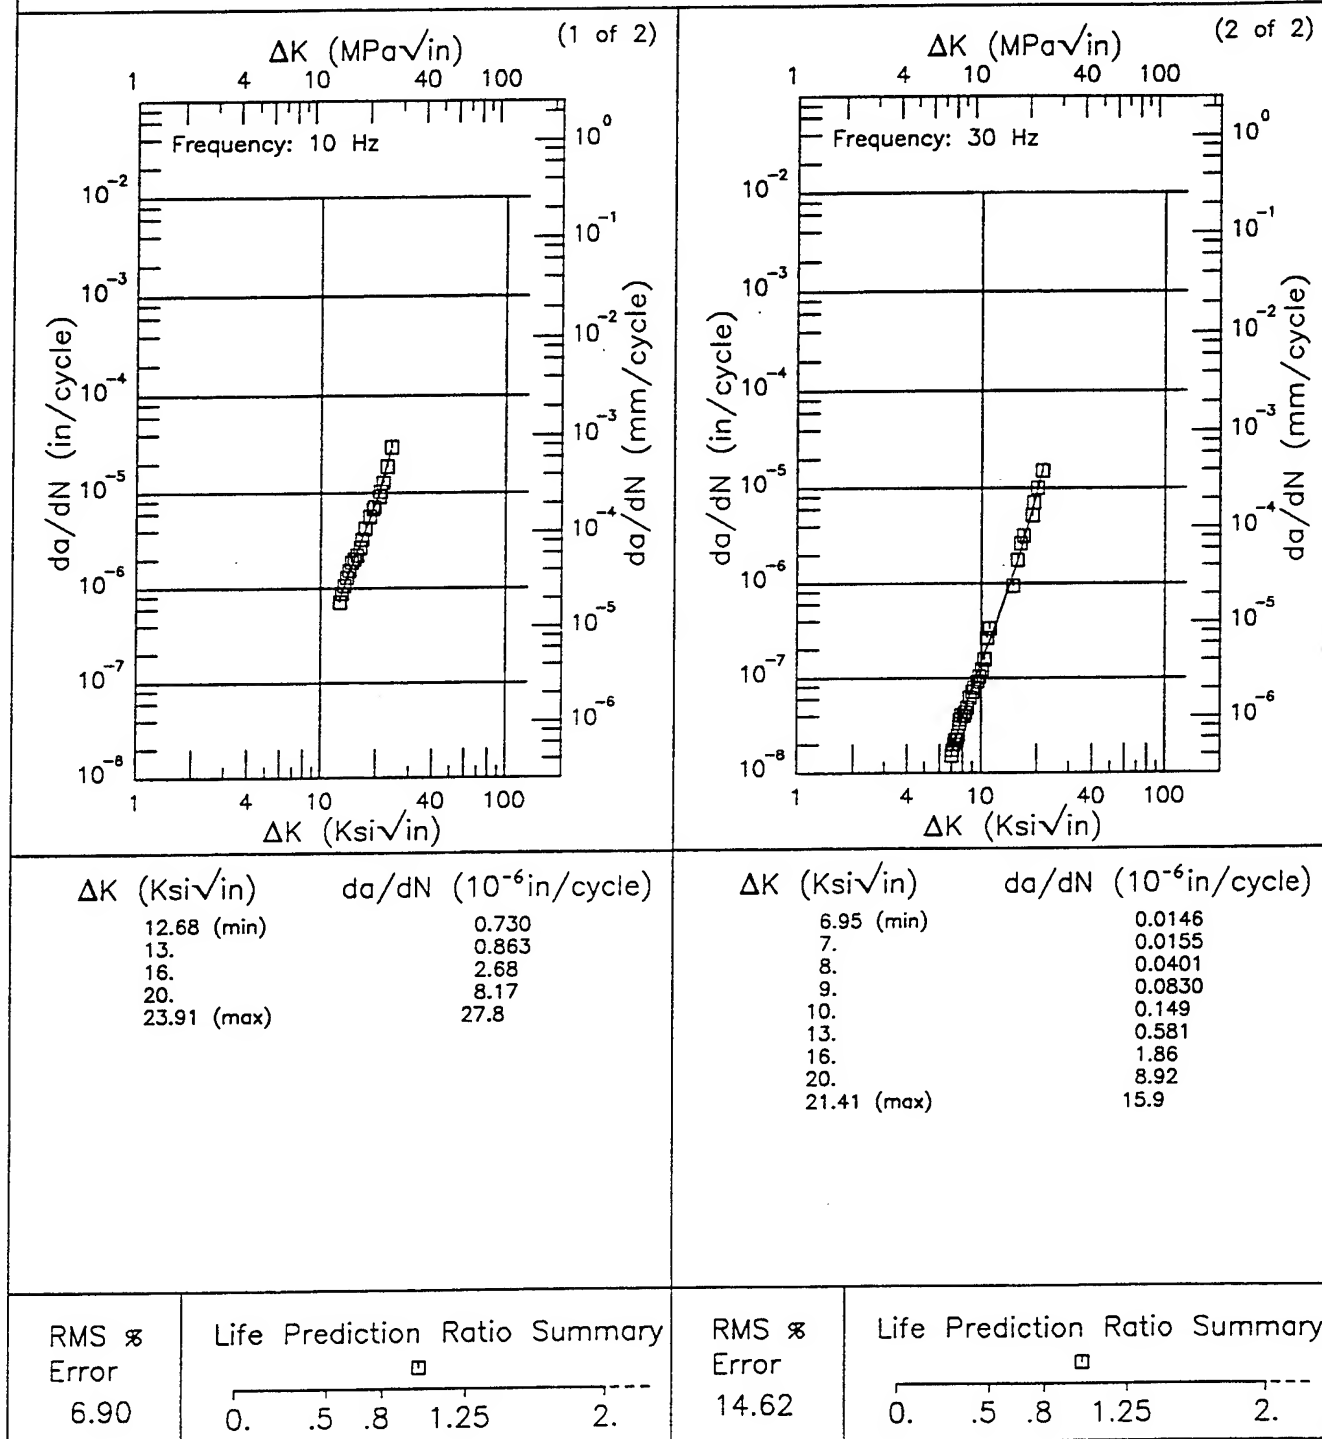 (1 of 2)
ΔK (MPa√in)
1 4 10 40 100
Frequency: 10 Hz
10⁰
10⁻²
10⁻¹
10⁻³
10⁻²
10⁻⁴
10⁻³
10⁻⁵
10⁻⁴
10⁻⁶
10⁻⁵
10⁻⁷
10⁻⁶
10⁻⁸
da/dN (in/cycle)
da/dN (mm/cycle)
1 4 10 40 100
ΔK (Ksi√in)
(2 of 2)
ΔK (MPa√in)
1 4 10 40 100
Frequency: 30 Hz
10⁰
10⁻²
10⁻¹
10⁻³
10⁻²
10⁻⁴
10⁻³
10⁻⁵
10⁻⁴
10⁻⁶
10⁻⁵
10⁻⁷
10⁻⁶
10⁻⁸
da/dN (in/cycle)
da/dN (mm/cycle)
1 4 10 40 100
ΔK (Ksi√in)
ΔK (Ksi√in) da/dN (10⁻⁶in/cycle)
12.68 (min) 0.730
13. 0.863
16. 2.68
20. 8.17
23.91 (max) 27.8
ΔK (Ksi√in) da/dN (10⁻⁶in/cycle)
6.95 (min) 0.0146
7. 0.0155
8. 0.0401
9. 0.0830
10. 0.149
13. 0.581
16. 1.86
20. 8.92
21.41 (max) 15.9
RMS %
Error
6.90
Life Prediction Ratio Summary
0. .5 .8 1.25 2.
RMS %
Error
14.62
Life Prediction Ratio Summary
0. .5 .8 1.25 2.